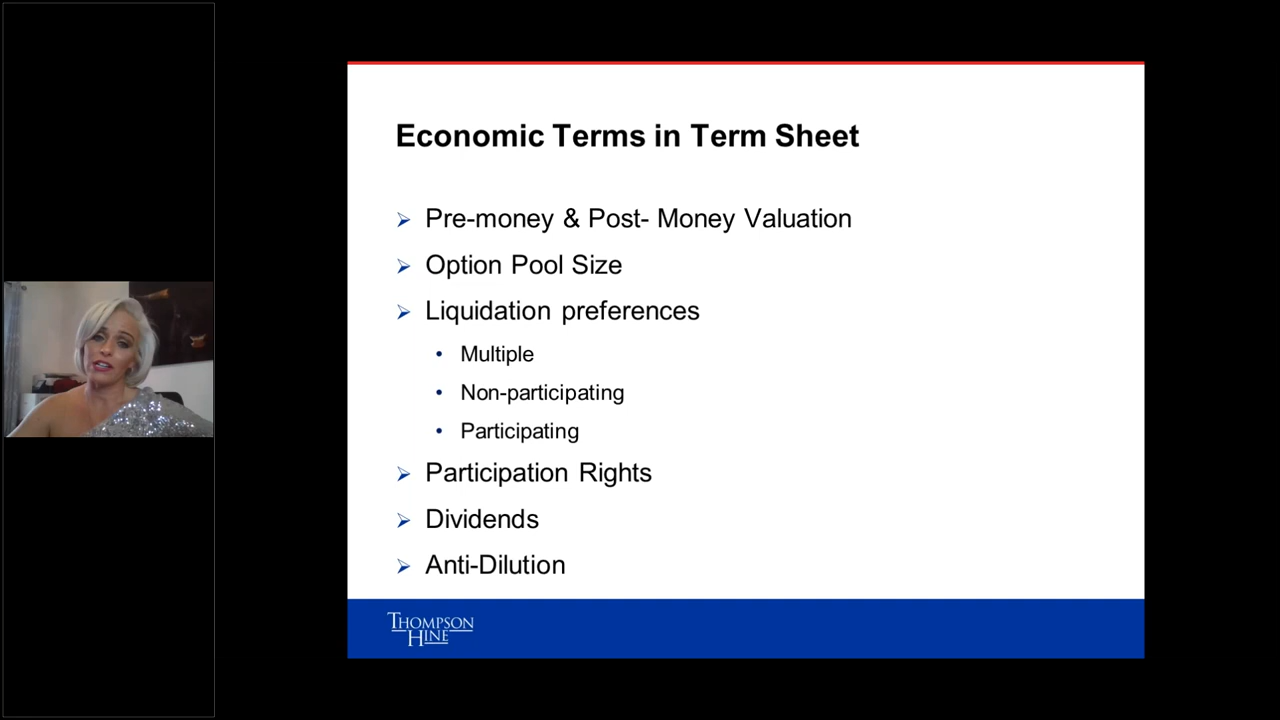 Economic Terms in Term Sheet
Pre-money & Post- Money Valuation
Option Pool Size
Liquidation preferences
Multiple
Non-participating
Participating
Participation Rights
Dividends
Anti-Dilution
THOMPSON
HINE